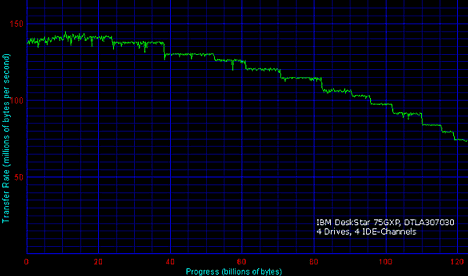 150
100
50
Transfer Rate (millions of bytes per second)
IBM DeskStar 75GXP, DTLA307030
4 Drives, 4 IDE-Channels
0 20 40 60 80 100 120
Progress (billions of bytes)